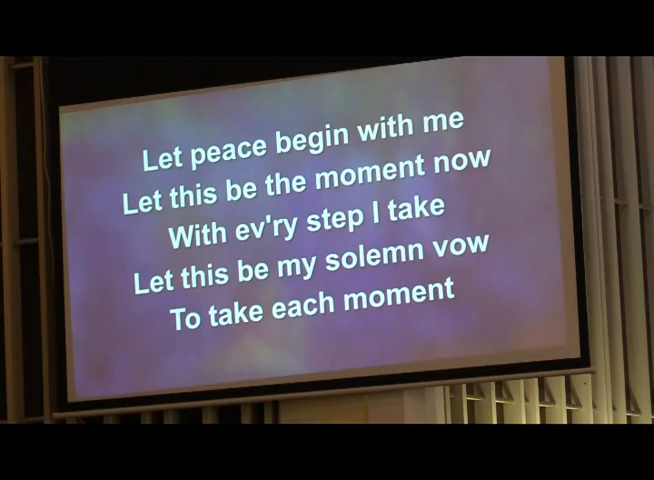 Let peace begin with me
Let this be the moment now
With ev'ry step I take
Let this be my solemn vow
To take each moment